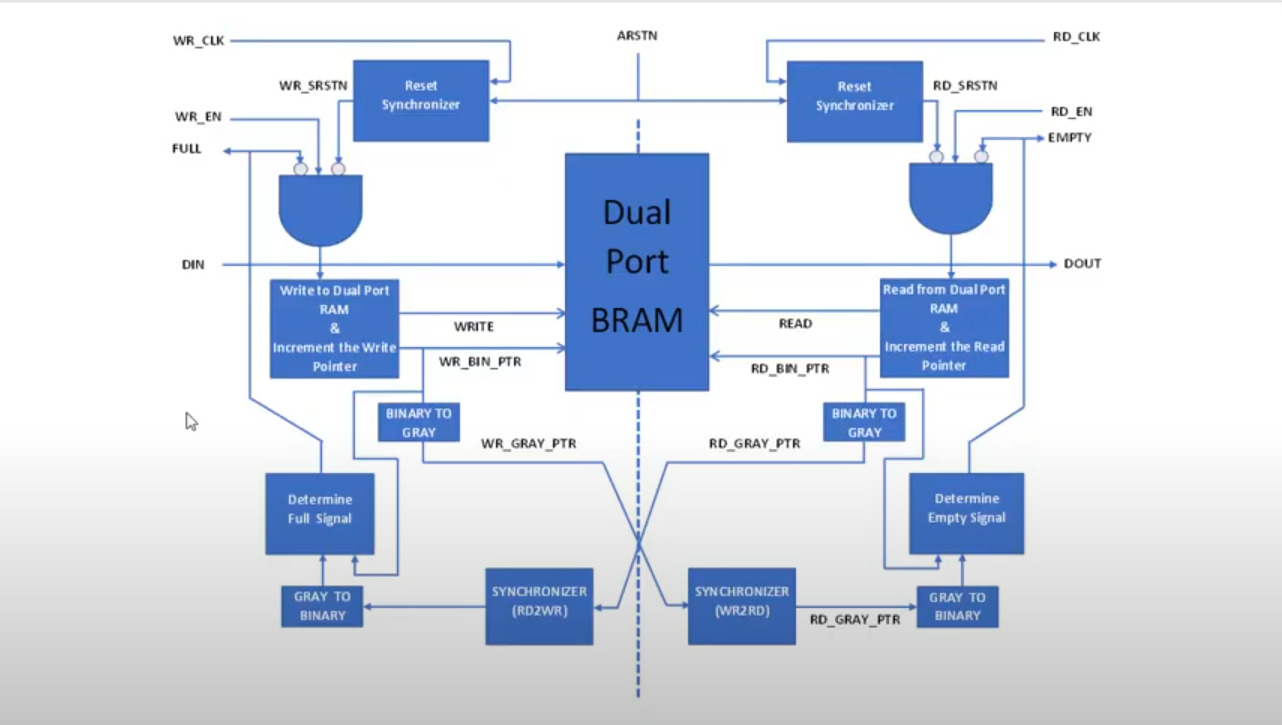 WR_CLK
ARSTN
RD_CLK
WR_SRSTN
Reset
Synchronizer
Reset
Synchronizer
RD_SRSTN
WR_EN
RD_EN
FULL
EMPTY
Dual
Port
BRAM
DIN
DOUT
Write to Dual Port
RAM
&
Increment the Write
Pointer
WRITE
WR_BIN_PTR
READ
RD_BIN_PTR
Read from Dual Port
RAM
&
Increment the Read
Pointer
BINARY TO
GRAY
WR_GRAY_PTR
RD_GRAY_PTR
BINARY TO
GRAY
Determine
Full Signal
Determine
Empty Signal
GRAY TO
BINARY
SYNCHRONIZER
(RD2WR)
SYNCHRONIZER
(WR2RD)
RD_GRAY_PTR
GRAY TO
BINARY